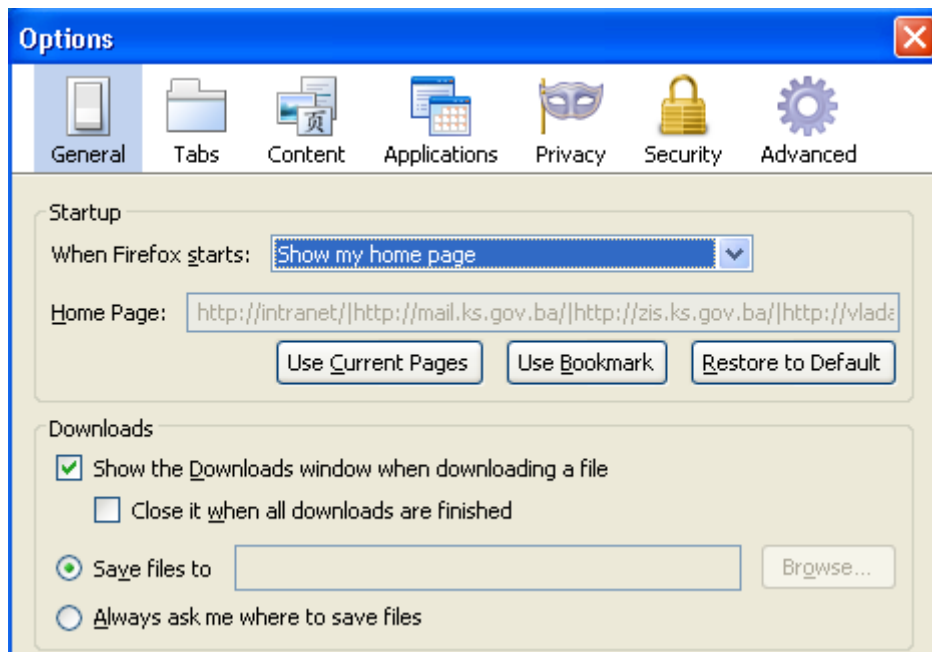 Options
General Tabs Content Applications Privacy Security Advanced
Startup
When Firefox starts: Show my home page
Home Page: http://intranet/|http://mail.ks.gov.ba/|http://zis.ks.gov.ba/|http://vlada
Use Current Pages Use Bookmark Restore to Default
Downloads
Show the Downloads window when downloading a file
Close it when all downloads are finished
Save files to Browse...
Always ask me where to save files